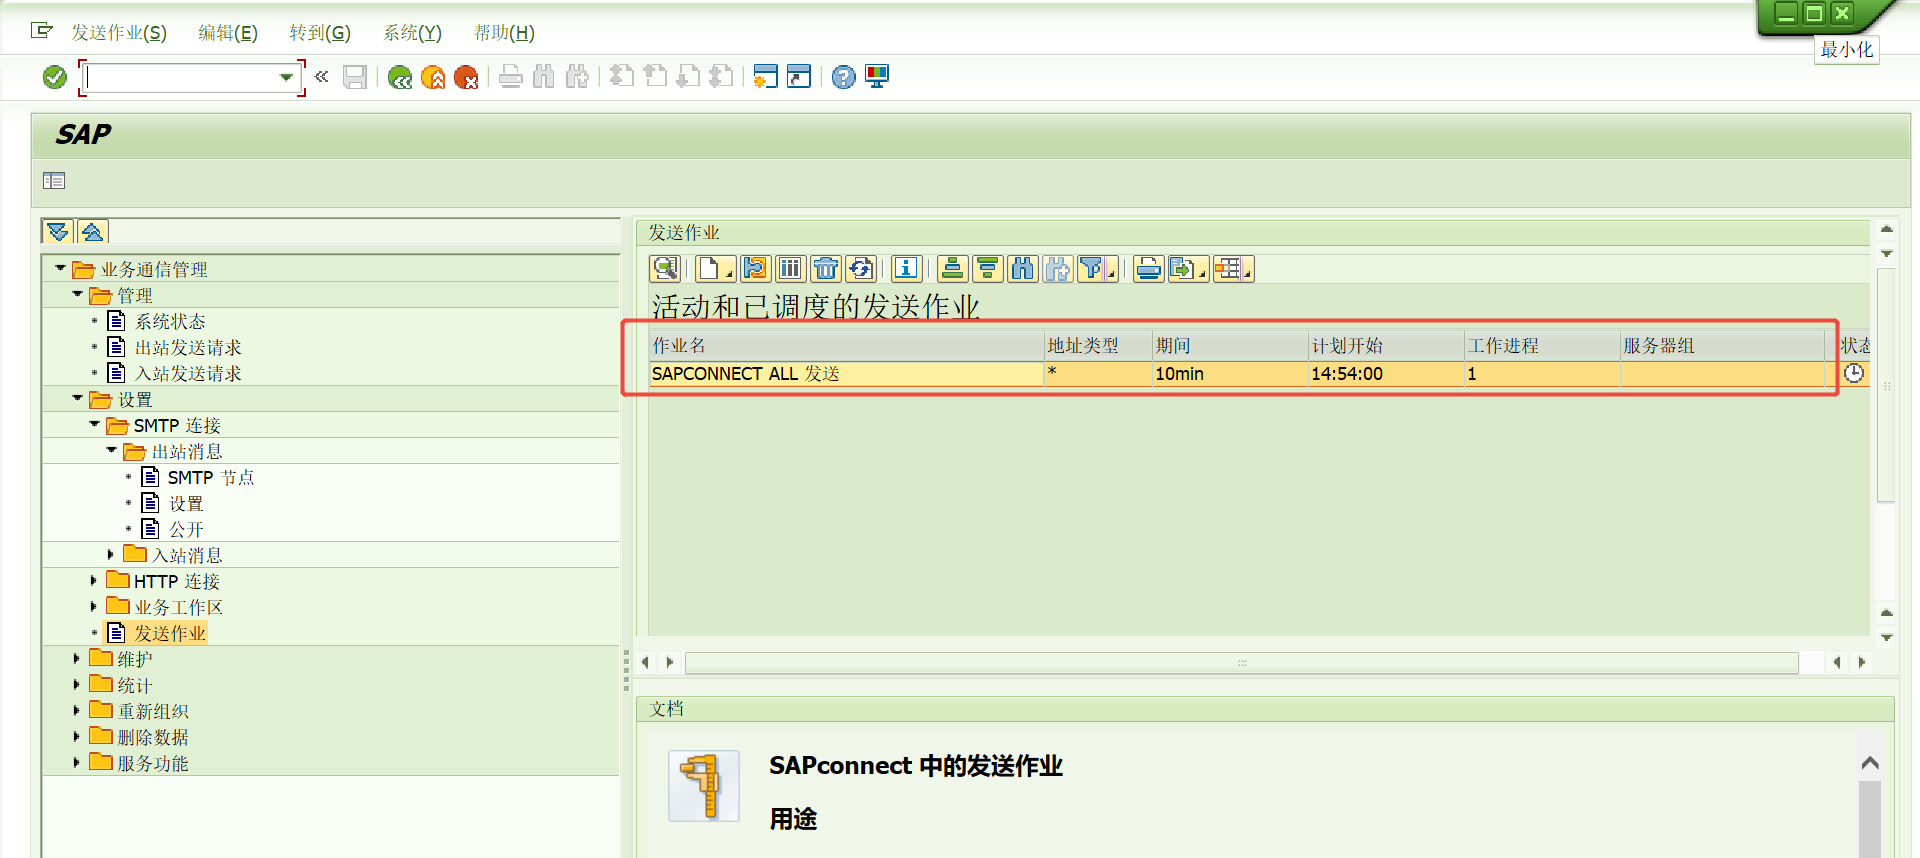 发送作业(S) 编辑(E) 转到(G) 系统(Y) 帮助(H)
最小化
SAP
业务通信管理
管理
系统状态
出站发送请求
入站发送请求
设置
SMTP 连接
出站消息
SMTP 节点
设置
公开
入站消息
HTTP 连接
业务工作区
发送作业
维护
统计
重新组织
删除数据
服务功能
发送作业
活动和已调度的发送作业
作业名 地址类型 期间 计划开始 工作进程 服务器组 状态
SAPCONNECT ALL 发送 * 10min 14:54:00 1
文档
SAPconnect 中的发送作业
用途